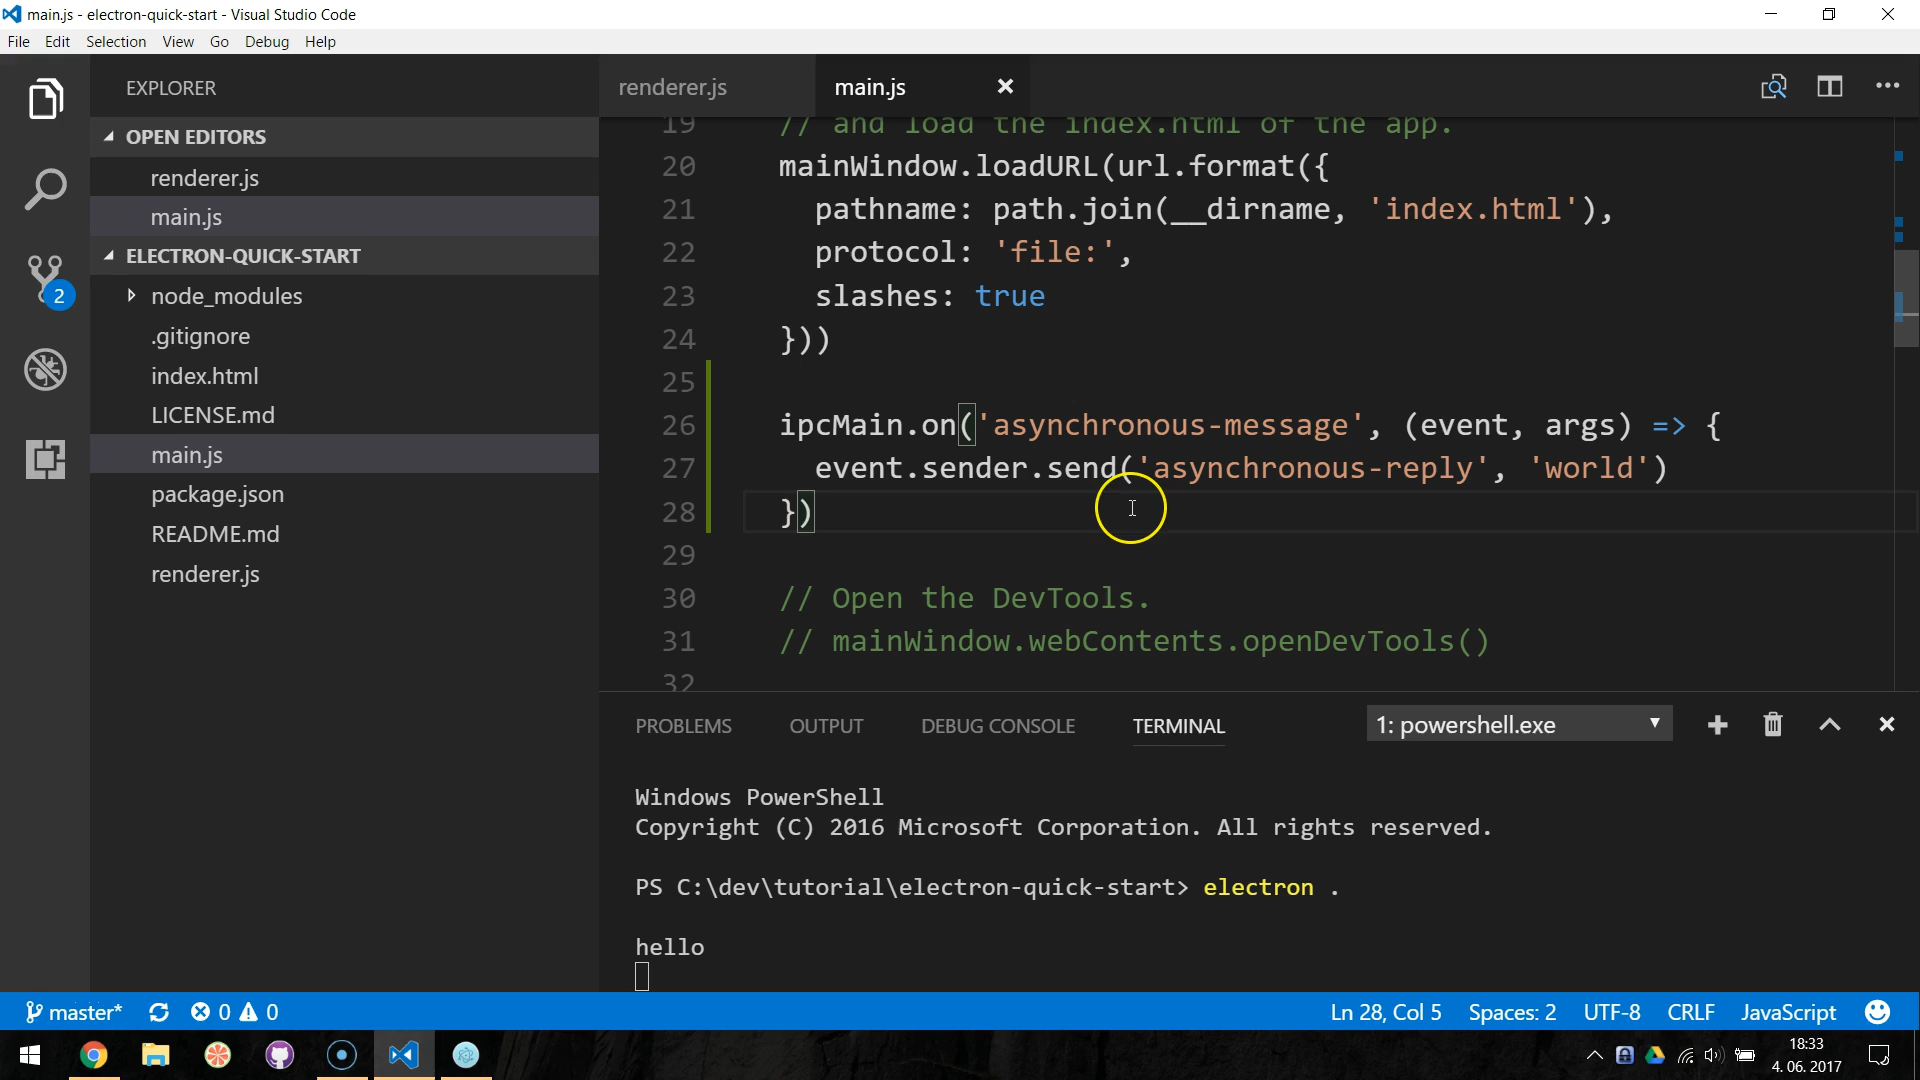 main.js - electron-quick-start - Visual Studio Code
File Edit Selection View Go Debug Help
EXPLORER
OPEN EDITORS
renderer.js
main.js
ELECTRON-QUICK-START
node_modules
.gitignore
index.html
LICENSE.md
main.js
package.json
README.md
renderer.js
2
renderer.js main.js
19 // and load the index.html of the app.
20 mainWindow.loadURL(url.format({
21 pathname: path.join(__dirname, 'index.html'),
22 protocol: 'file:',
23 slashes: true
24 }))
25
26 ipcMain.on('asynchronous-message', (event, args) => {
27 event.sender.send('asynchronous-reply', 'world')
28 })
29
30 // Open the DevTools.
31 // mainWindow.webContents.openDevTools()
32
PROBLEMS OUTPUT DEBUG CONSOLE TERMINAL 1: powershell.exe
Windows PowerShell
Copyright (C) 2016 Microsoft Corporation. All rights reserved.
PS C:\dev\tutorial\electron-quick-start> electron .
hello
master* 0 0 Ln 28, Col 5 Spaces: 2 UTF-8 CRLF JavaScript
18:33
4. 06. 2017